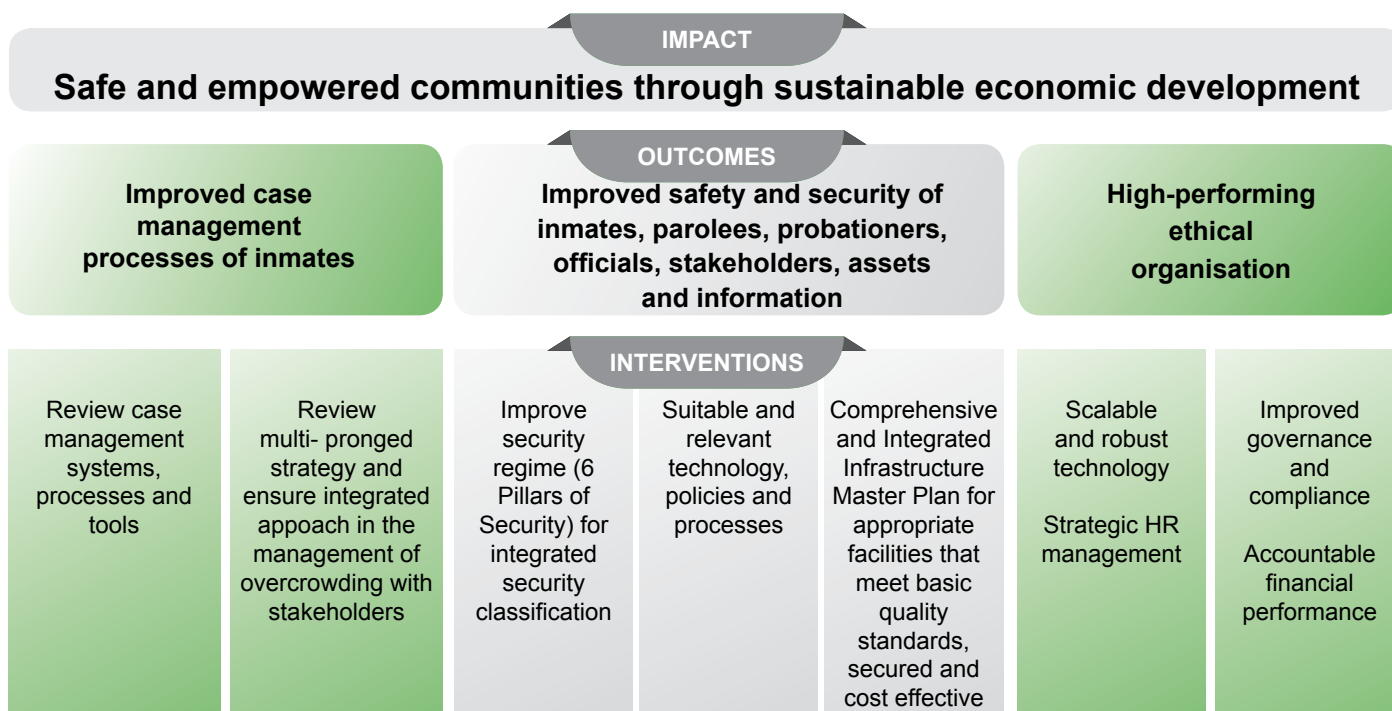 IMPACT
Safe and empowered communities through sustainable economic development
OUTCOMES
Improved case
management
processes of inmates
Improved safety and security of
inmates, parolees, probationers,
officials, stakeholders, assets
and information
High-performing
ethical
organisation
INTERVENTIONS
Review case
management
systems,
processes and
tools
Review
multi- pronged
strategy and
ensure integrated
appoach in the
management of
overcrowding with
stakeholders
Improve
security
regime (6
Pillars of
Security) for
integrated
security
classification
Suitable and
relevant
technology,
policies and
processes
Comprehensive
and Integrated
Infrastructure
Master Plan for
appropriate
facilities that
meet basic
quality
standards,
secured and
cost effective
Scalable
and robust
technology
Strategic HR
management
Improved
governance
and
compliance
Accountable
financial
performance